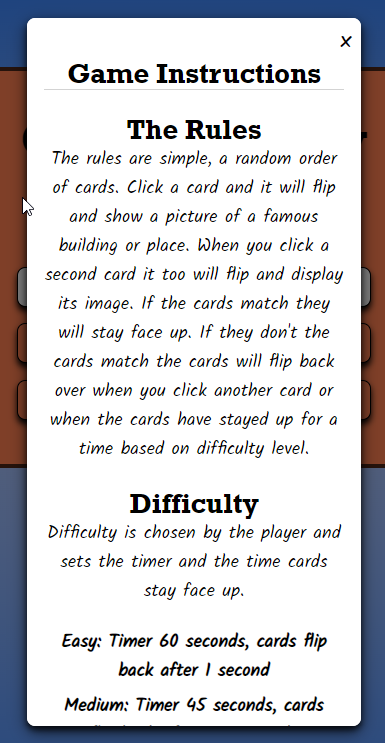 x
Game Instructions
The Rules
The rules are simple, a random order
of cards. Click a card and it will flip
and show a picture of a famous
building or place. When you click a
second card it too will flip and display
its image. If the cards match they
will stay face up. If they don't the
cards match the cards will flip back
over when you click another card or
when the cards have stayed up for a
time based on difficulty level.
Difficulty
Difficulty is chosen by the player and
sets the timer and the time cards
stay face up.
Easy: Timer 60 seconds, cards flip
back after 1 second
Medium: Timer 45 seconds, cards